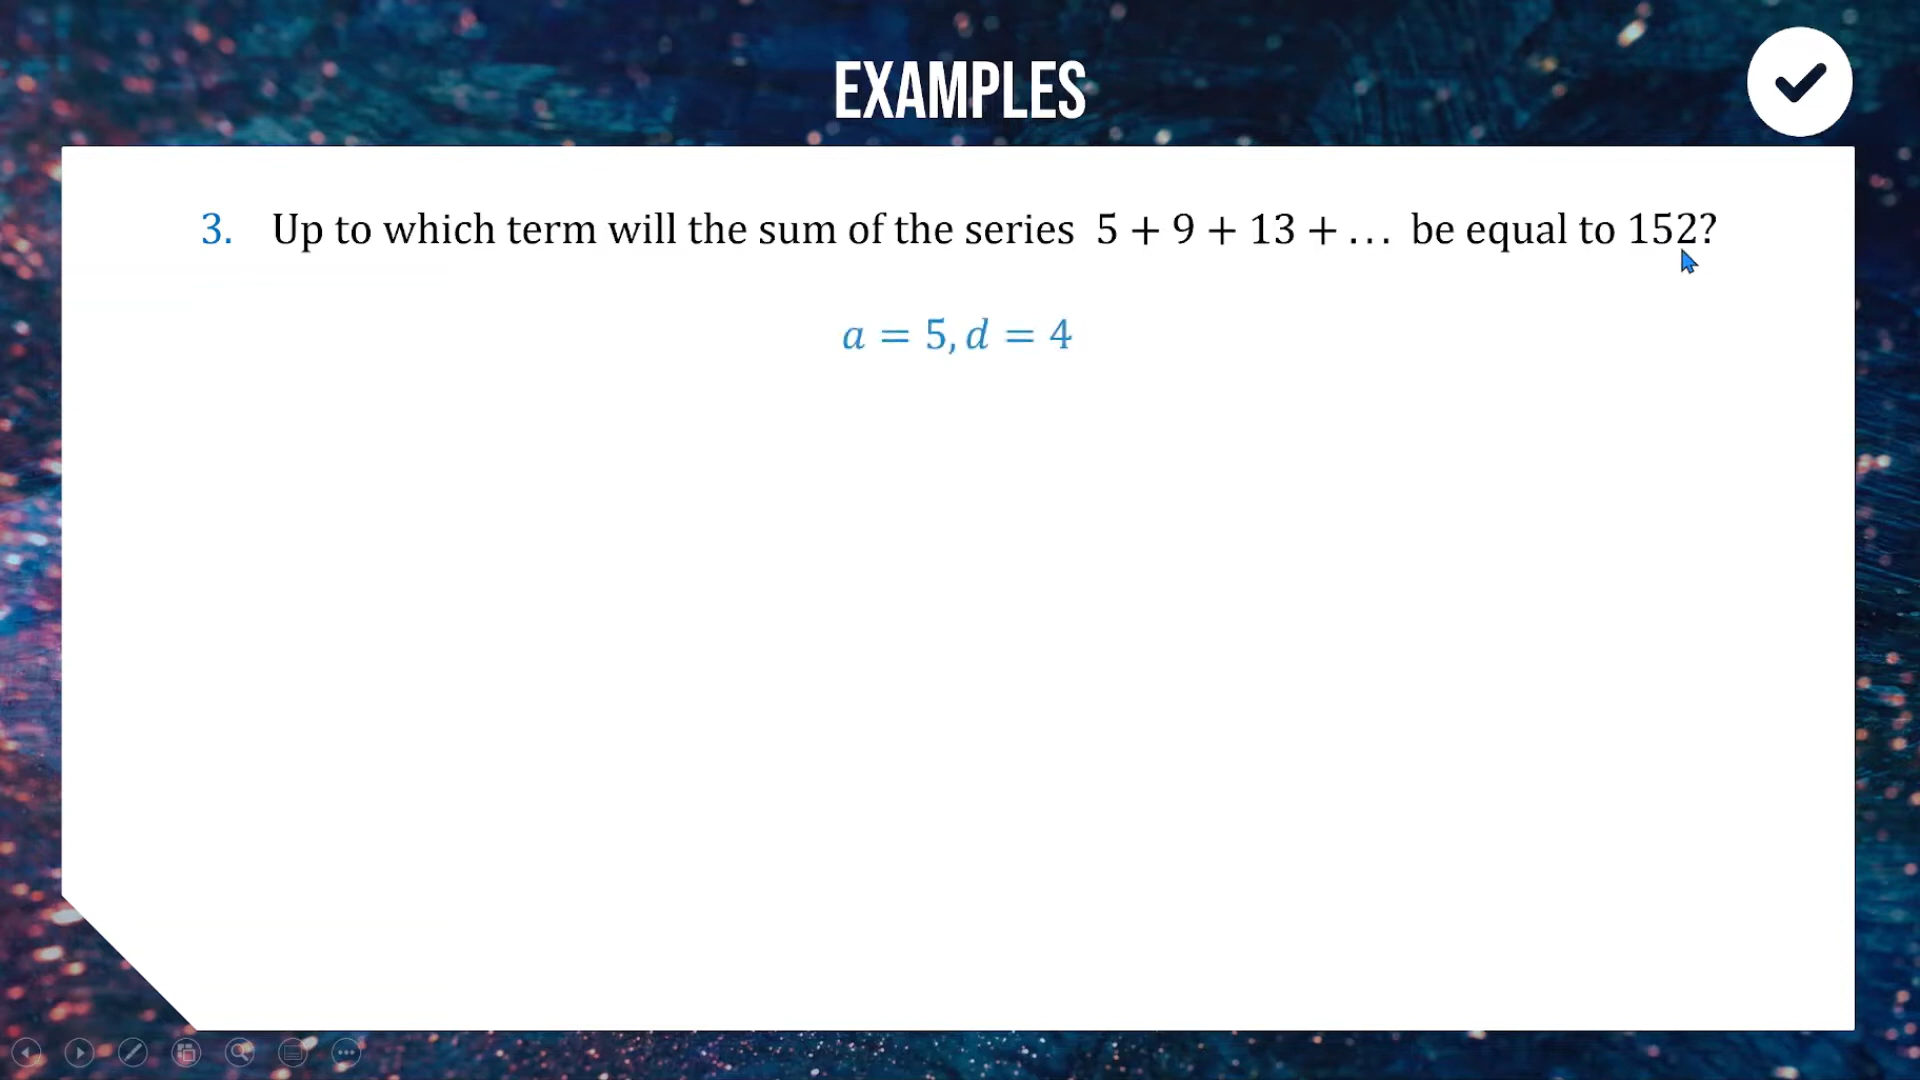 EXAMPLES
3. Up to which term will the sum of the series 5 + 9 + 13 + ... be equal to 152?
a = 5, d = 4